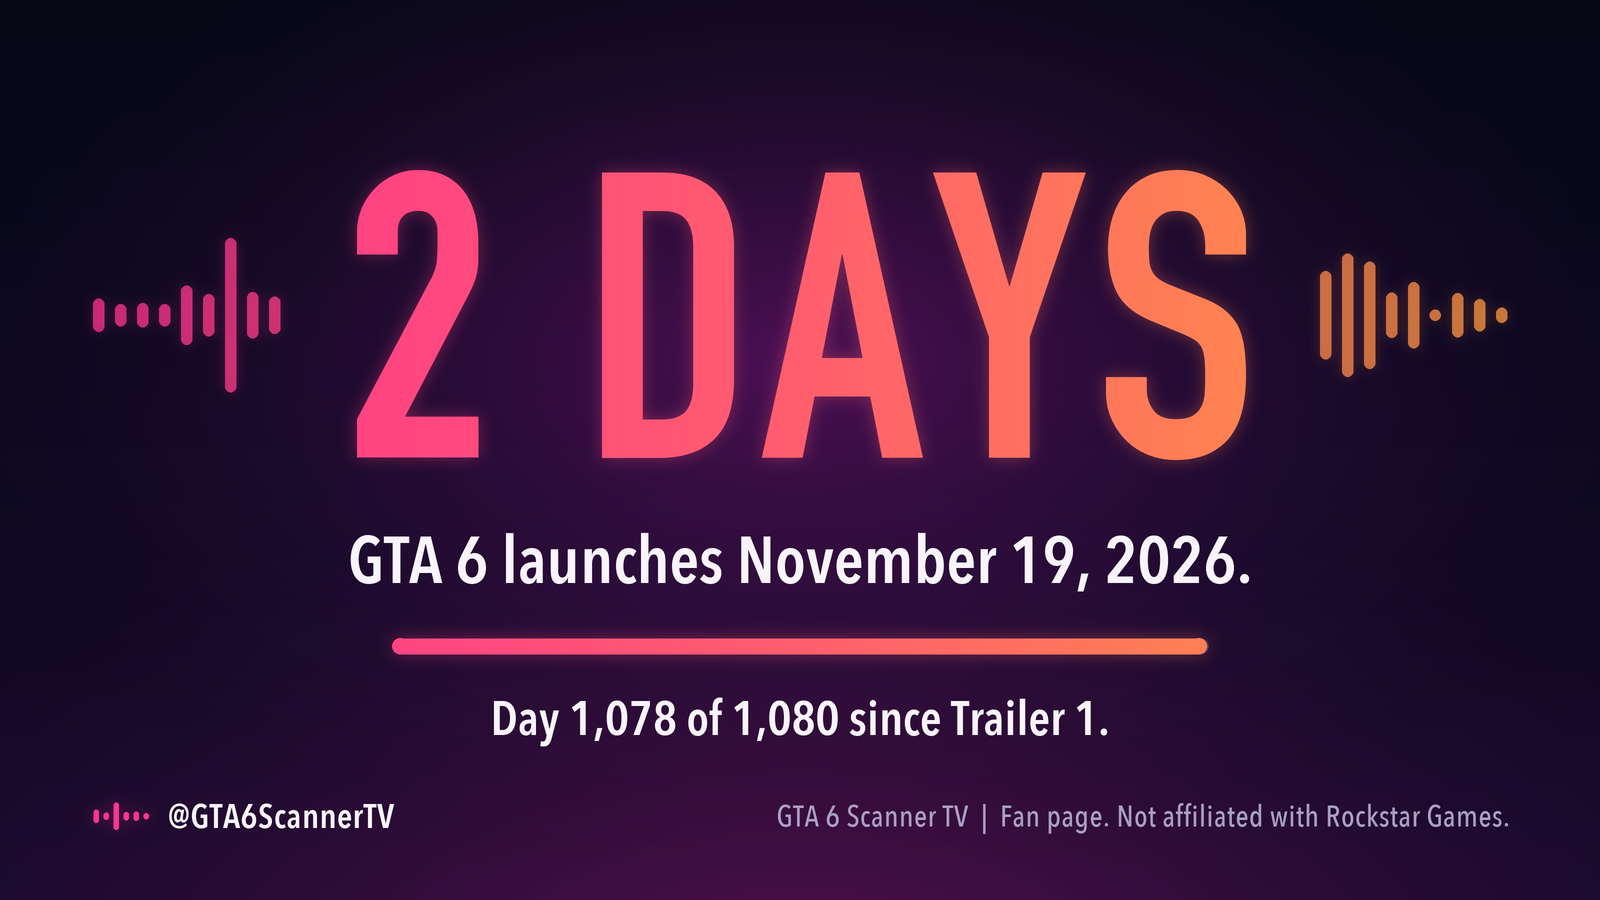 2 DAYS
GTA 6 launches November 19, 2026.
Day 1,078 of 1,080 since Trailer 1.
@GTA6ScannerTV
GTA 6 Scanner TV | Fan page. Not affiliated with Rockstar Games.